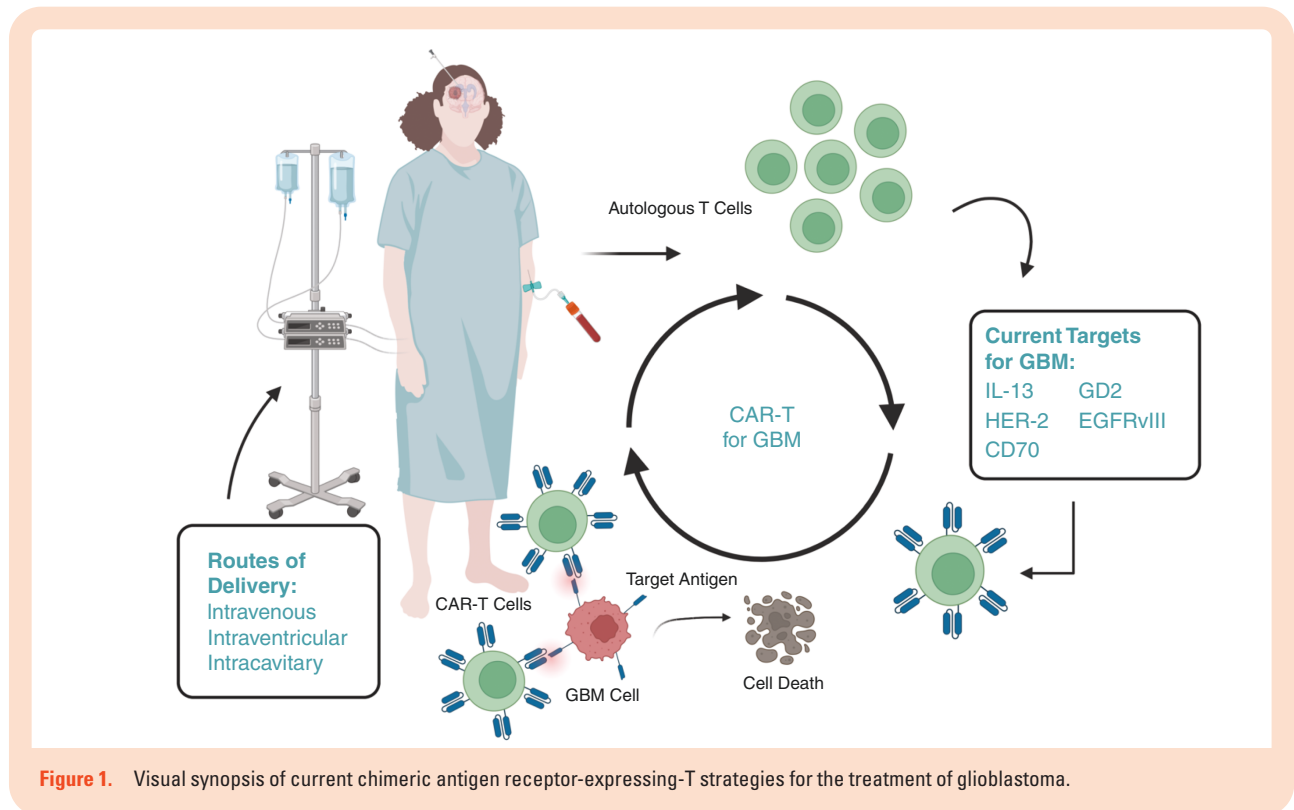 Autologous T Cells
Current Targets
for GBM:
IL-13 GD2
HER-2 EGFRvIII
CD70
CAR-T
for GBM
Routes of
Delivery:
Intravenous
Intraventricular
Intracavitary
CAR-T Cells
Target Antigen
GBM Cell
Cell Death
Figure 1. Visual synopsis of current chimeric antigen receptor-expressing-T strategies for the treatment of glioblastoma.